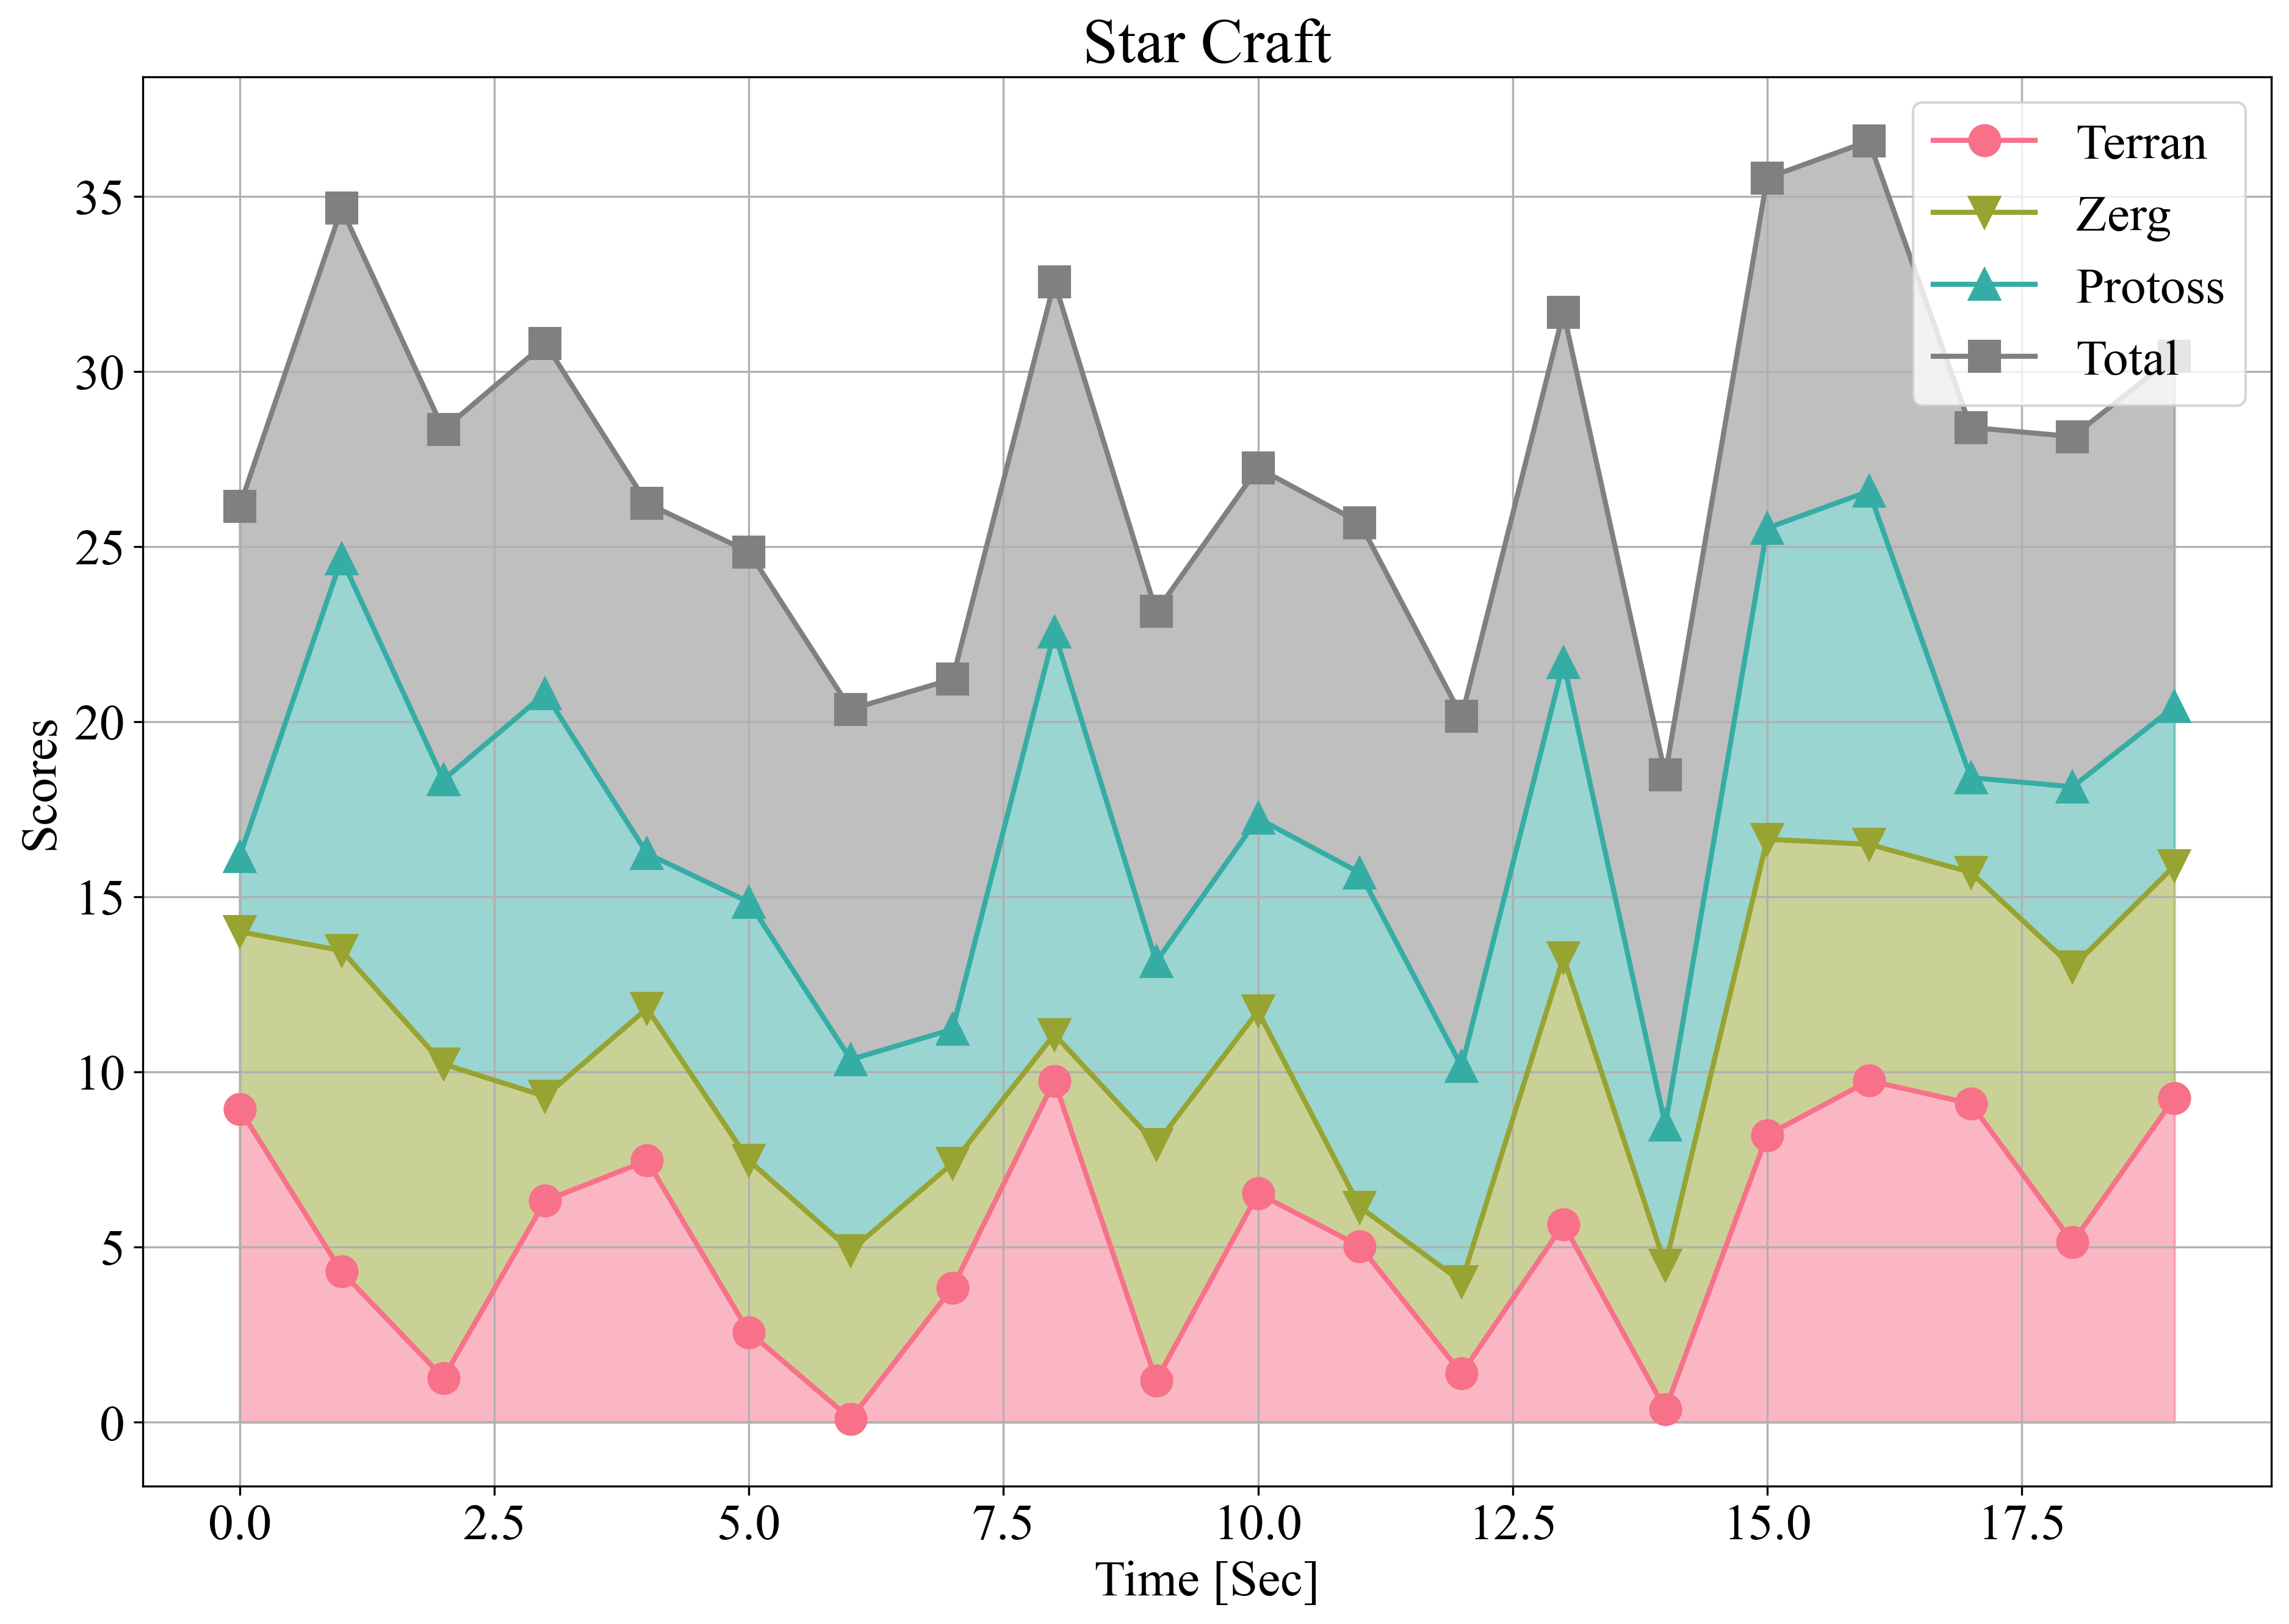 Star Craft
Terran
Zerg
Protoss
Total
35
30
25
20
15
10
5
0
Scores
0.0 2.5 5.0 7.5 10.0 12.5 15.0 17.5
Time [Sec]